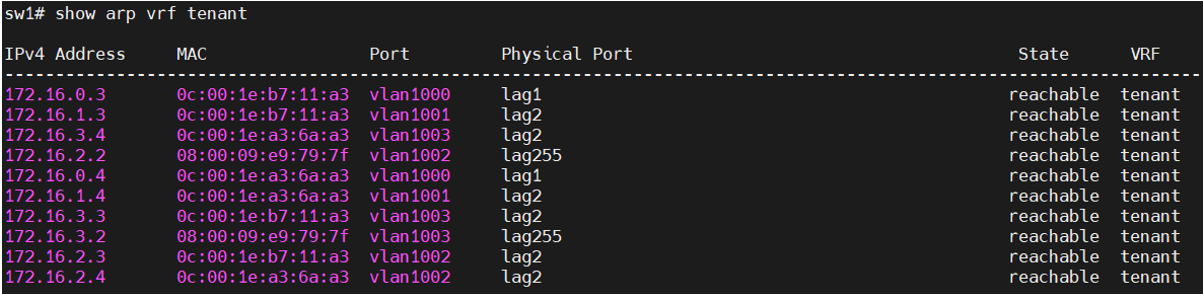 sw1# show arp vrf tenant
IPv4 Address     MAC                Port         Physical Port                                      State      VRF
------------------------------------------------------------------------------------------------------------------------
172.16.0.3       0c:00:1e:b7:11:a3  vlan1000     lag1                                               reachable  tenant
172.16.1.3       0c:00:1e:b7:11:a3  vlan1001     lag2                                               reachable  tenant
172.16.3.4       0c:00:1e:a3:6a:a3  vlan1003     lag2                                               reachable  tenant
172.16.2.2       08:00:09:e9:79:7f  vlan1002     lag255                                             reachable  tenant
172.16.0.4       0c:00:1e:a3:6a:a3  vlan1000     lag1                                               reachable  tenant
172.16.1.4       0c:00:1e:a3:6a:a3  vlan1001     lag2                                               reachable  tenant
172.16.3.3       0c:00:1e:b7:11:a3  vlan1003     lag2                                               reachable  tenant
172.16.3.2       08:00:09:e9:79:7f  vlan1003     lag255                                             reachable  tenant
172.16.2.3       0c:00:1e:b7:11:a3  vlan1002     lag2                                               reachable  tenant
172.16.2.4       0c:00:1e:a3:6a:a3  vlan1002     lag2                                               reachable  tenant